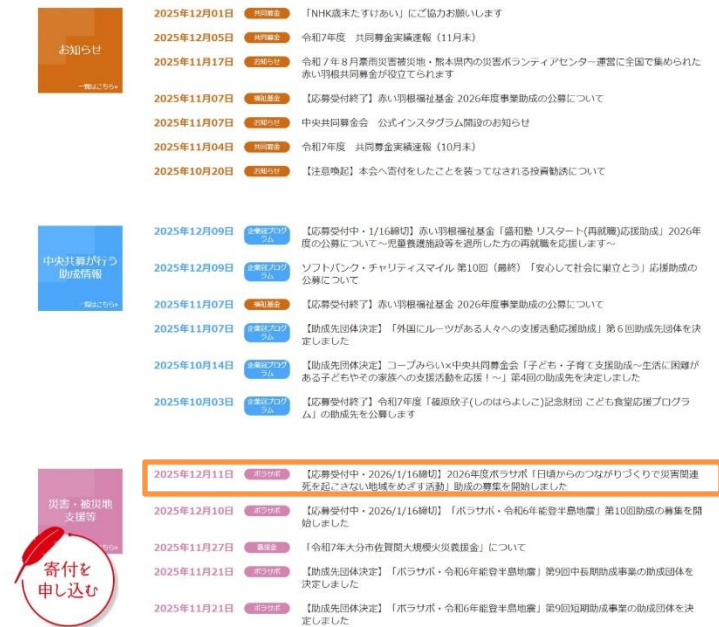 お知らせ
一覧はこちら»
2025年12月01日 共同募金 「NHK歳末たすけあい」にご協力お願いします
2025年12月05日 共同募金 令和7年度　共同募金実績速報（11月末）
2025年11月17日 お知らせ 令和７年８月豪雨災害被災地・熊本県内の災害ボランティアセンター運営に全国で集められた
赤い羽根共同募金が役立てられます
2025年11月07日 福祉基金 【応募受付終了】赤い羽根福祉基金 2026年度事業助成の公募について
2025年11月07日 お知らせ 中央共同募金会　公式インスタグラム開設のお知らせ
2025年11月04日 共同募金 令和7年度　共同募金実績速報（10月末）
2025年10月20日 お知らせ 【注意喚起】本会へ寄付をしたことを装ってなされる投資勧誘について
中央共募が行う
助成情報
一覧はこちら»
2025年12月09日 企業冠プログ
ラム 【応募受付中・1/16締切】赤い羽根福祉基金「盛和塾 リスタート(再就職)応援助成」2026年
度の公募について～児童養護施設等を退所した方の再就職を応援します～
2025年12月09日 企業冠プログ
ラム ソフトバンク・チャリティスマイル 第10回（最終）「安心して社会に巣立とう」応援助成の
公募について
2025年11月07日 福祉基金 【応募受付終了】赤い羽根福祉基金 2026年度事業助成の公募について
2025年11月07日 企業冠プログ
ラム 【助成先団体決定】「外国にルーツがある人々への支援活動応援助成」第６回助成先団体を決
定しました
2025年10月14日 企業冠プログ
ラム 【助成先団体決定】コープみらい×中央共同募金会「子ども・子育て支援助成～生活に困難が
ある子どもやその家族への支援活動を応援！～」第4回の助成先を決定しました
2025年10月03日 企業冠プログ
ラム 【応募受付終了】令和7年度「篠原欣子(しのはらよしこ)記念財団 こども食堂応援プログラ
ム」の助成先を公募します
災害・被災地
支援等
こちら»
寄付を
申し込む
2025年12月11日 ボラサポ 【応募受付中・2026/1/16締切】2026年度ボラサポ「日頃からのつながりづくりで災害関連
死を起こさない地域をめざす活動」助成の募集を開始しました
2025年12月10日 ボラサポ 【応募受付中・2026/1/16締切】「ボラサポ・令和6年能登半島地震」第10回助成の募集を開
始しました
2025年11月27日 義援金 「令和7年大分市佐賀関大規模火災義援金」について
2025年11月21日 ボラサポ 【助成先団体決定】「ボラサポ・令和6年能登半島地震」第9回中長期助成事業の助成団体を
決定しました
2025年11月21日 ボラサポ 【助成先団体決定】「ボラサポ・令和6年能登半島地震」第9回短期助成事業の助成団体を決
定しました